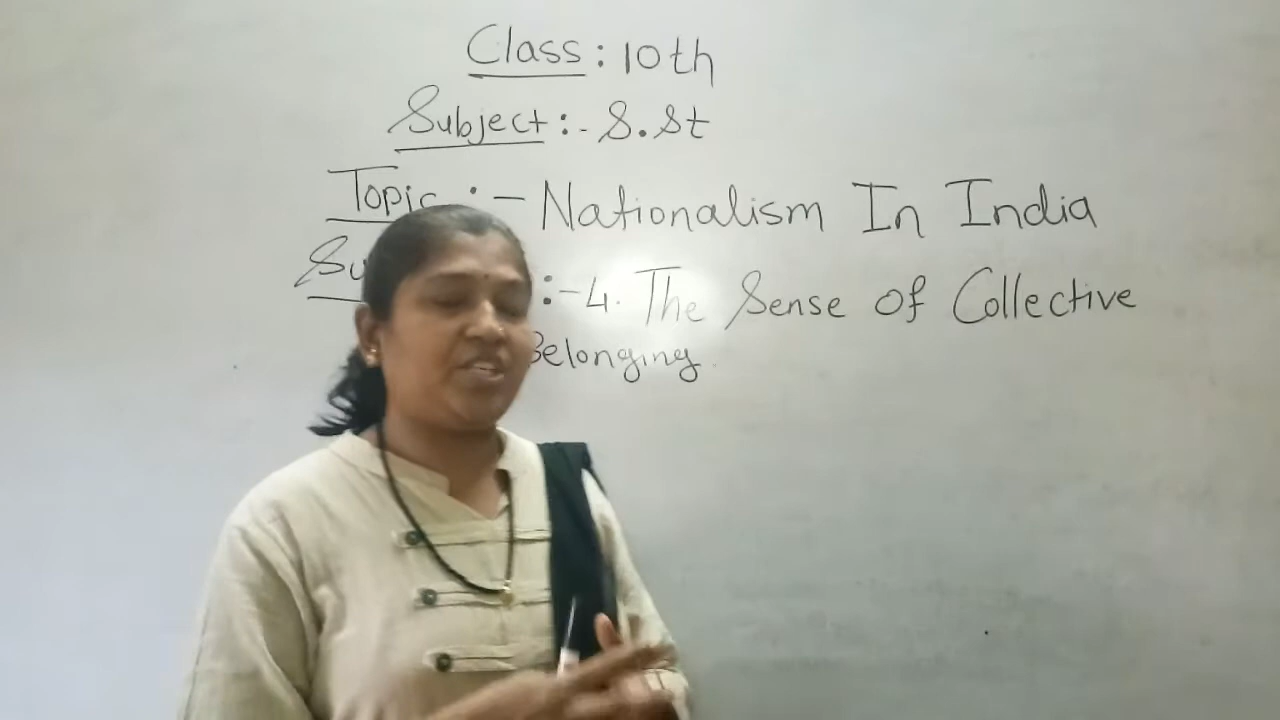 Class : 10th
Subject :- S.St
Topic :- Nationalism In India
:- 4. The Sense of Collective
Belonging.